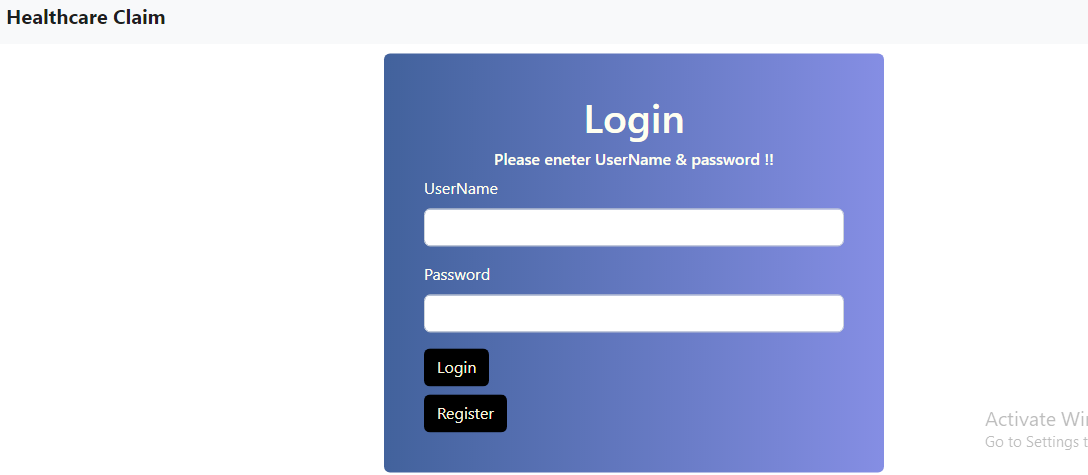 Healthcare Claim
Login
Please eneter UserName & password !!
UserName
Password
Login
Register
Activate Wi
Go to Settings t